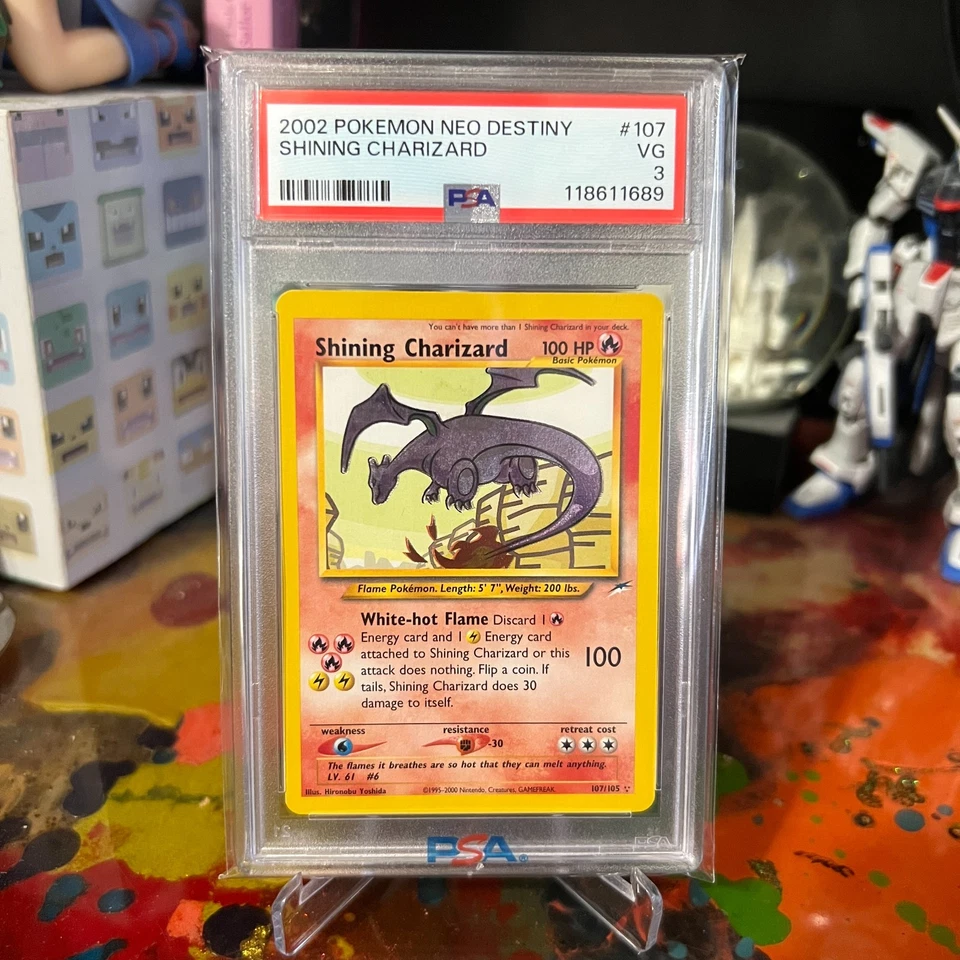 2002 POKEMON NEO DESTINY #107
SHINING CHARIZARD VG
3
PSA 118611689
You can't have more than 1 Shining Charizard in your deck.
Shining Charizard 100 HP
Basic Pokémon
Flame Pokémon. Length: 5' 7", Weight: 200 lbs.
White-hot Flame Discard 1
Energy card and 1 Energy card
attached to Shining Charizard or this
attack does nothing. Flip a coin. If
tails, Shining Charizard does 30
damage to itself.
100
weakness resistance retreat cost
-30
The flames it breathes are so hot that they can melt anything.
LV. 61 #6
Illus. Hironobu Yoshida ©1995-2000 Nintendo, Creatures, GAMEFREAK. 107/105
PSA®
PSA